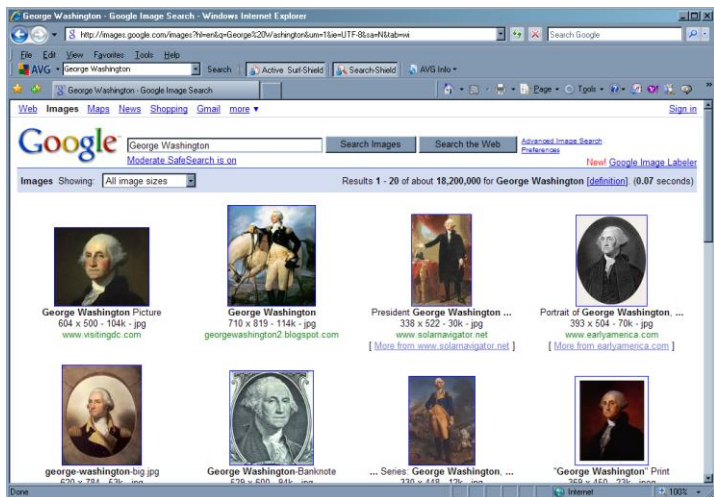 George Washington - Google Image Search - Windows Internet Explorer
http://images.google.com/images?hl=en&q=George%20Washington&um=1&ie=UTF-8&sa=N&tab=wi
Search Google
File Edit View Favorites Tools Help
AVG George Washington Search Active Surf-Shield Search-Shield AVG Info
George Washington - Google Image Search
Page Tools
Web Images Maps News Shopping Gmail more ▼
Sign in
Google George Washington Search Images Search the Web Advanced Image Search
Preferences
Moderate SafeSearch is on
New! Google Image Labeler
Images Showing: All image sizes Results 1 - 20 of about 18,200,000 for George Washington [definition]. (0.07 seconds)
George Washington Picture
604 x 500 - 104k - jpg
www.visitingdc.com
George Washington
710 x 819 - 114k - jpg
georgewashington2.blogspot.com
President George Washington ...
338 x 522 - 30k - jpg
www.solarnavigator.net
[ More from www.solarnavigator.net ]
Portrait of George Washington, ...
393 x 504 - 70k - jpg
www.earlyamerica.com
[ More from earlyamerica.com ]
george-washington-big.jpg
George Washington-Banknote
... Series: George Washington, ...
"George Washington" Print
Done
Internet
100%